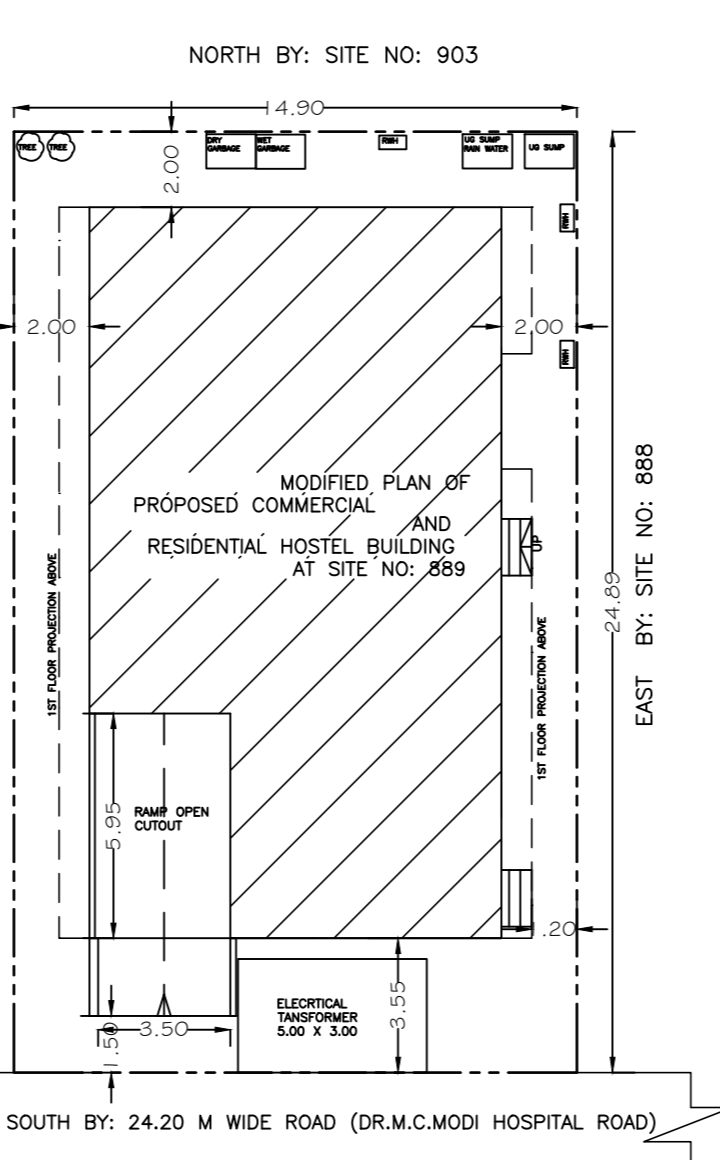 NORTH BY: SITE NO: 903
14.90
TREE
TREE
DRY
GARBAGE
WET
GARBAGE
RWH
UG SUMP
RAIN WATER
UG SUMP
2.00
RWH
2.00
2.00
RWH
MODIFIED PLAN OF
PROPOSED COMMERCIAL
AND
RESIDENTIAL HOSTEL BUILDING
AT SITE NO: 889
UP
EAST BY: SITE NO: 888
24.89
1ST FLOOR PROJECTION ABOVE
1ST FLOOR PROJECTION ABOVE
5.95
RAMP OPEN
CUTOUT
1.20
ELECRTICAL
TANSFORMER
5.00 X 3.00
3.55
3.50
1.50
SOUTH BY: 24.20 M WIDE ROAD (DR.M.C.MODI HOSPITAL ROAD)